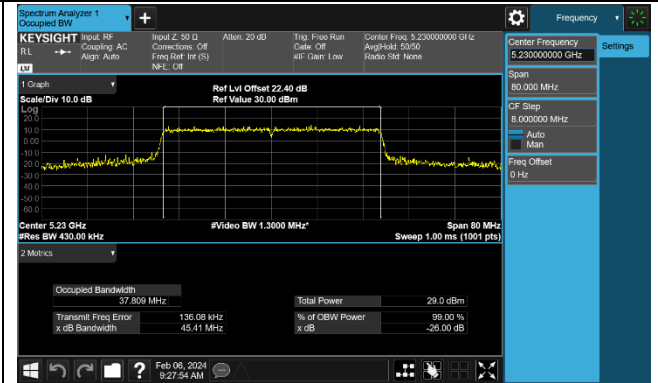 Spectrum Analyzer 1
Occupied BW
Frequency
KEYSIGHT
Input: RF
Coupling: AC
Align: Auto
Input Z: 50 Ω
Corrections: Off
Freq Ref: Int (S)
NFE: Off
Atten: 20 dB
Trig: Free Run
Gate: Off
#IF Gain: Low
Center Freq: 5.230000000 GHz
Avg|Hold: 50/50
Radio Std: None
RL
LXI
Center Frequency
5.230000000 GHz
Settings
Span
80.000 MHz
CF Step
8.000000 MHz
Auto
Man
Freq Offset
0 Hz
1 Graph
Scale/Div 10.0 dB
Ref Lvl Offset 22.40 dB
Ref Value 30.00 dBm
Log
20.0
10.0
0.00
-10.0
-20.0
-30.0
-40.0
-50.0
-60.0
Center 5.23 GHz
#Video BW 1.3000 MHz*
Span 80 MHz
#Res BW 430.00 kHz
Sweep 1.00 ms (1001 pts)
2 Metrics
Occupied Bandwidth
37.809 MHz
Total Power 29.0 dBm
Transmit Freq Error 136.08 kHz
% of OBW Power 99.00 %
x dB Bandwidth 45.41 MHz
x dB -26.00 dB
?
Feb 06, 2024
9:27:54 AM